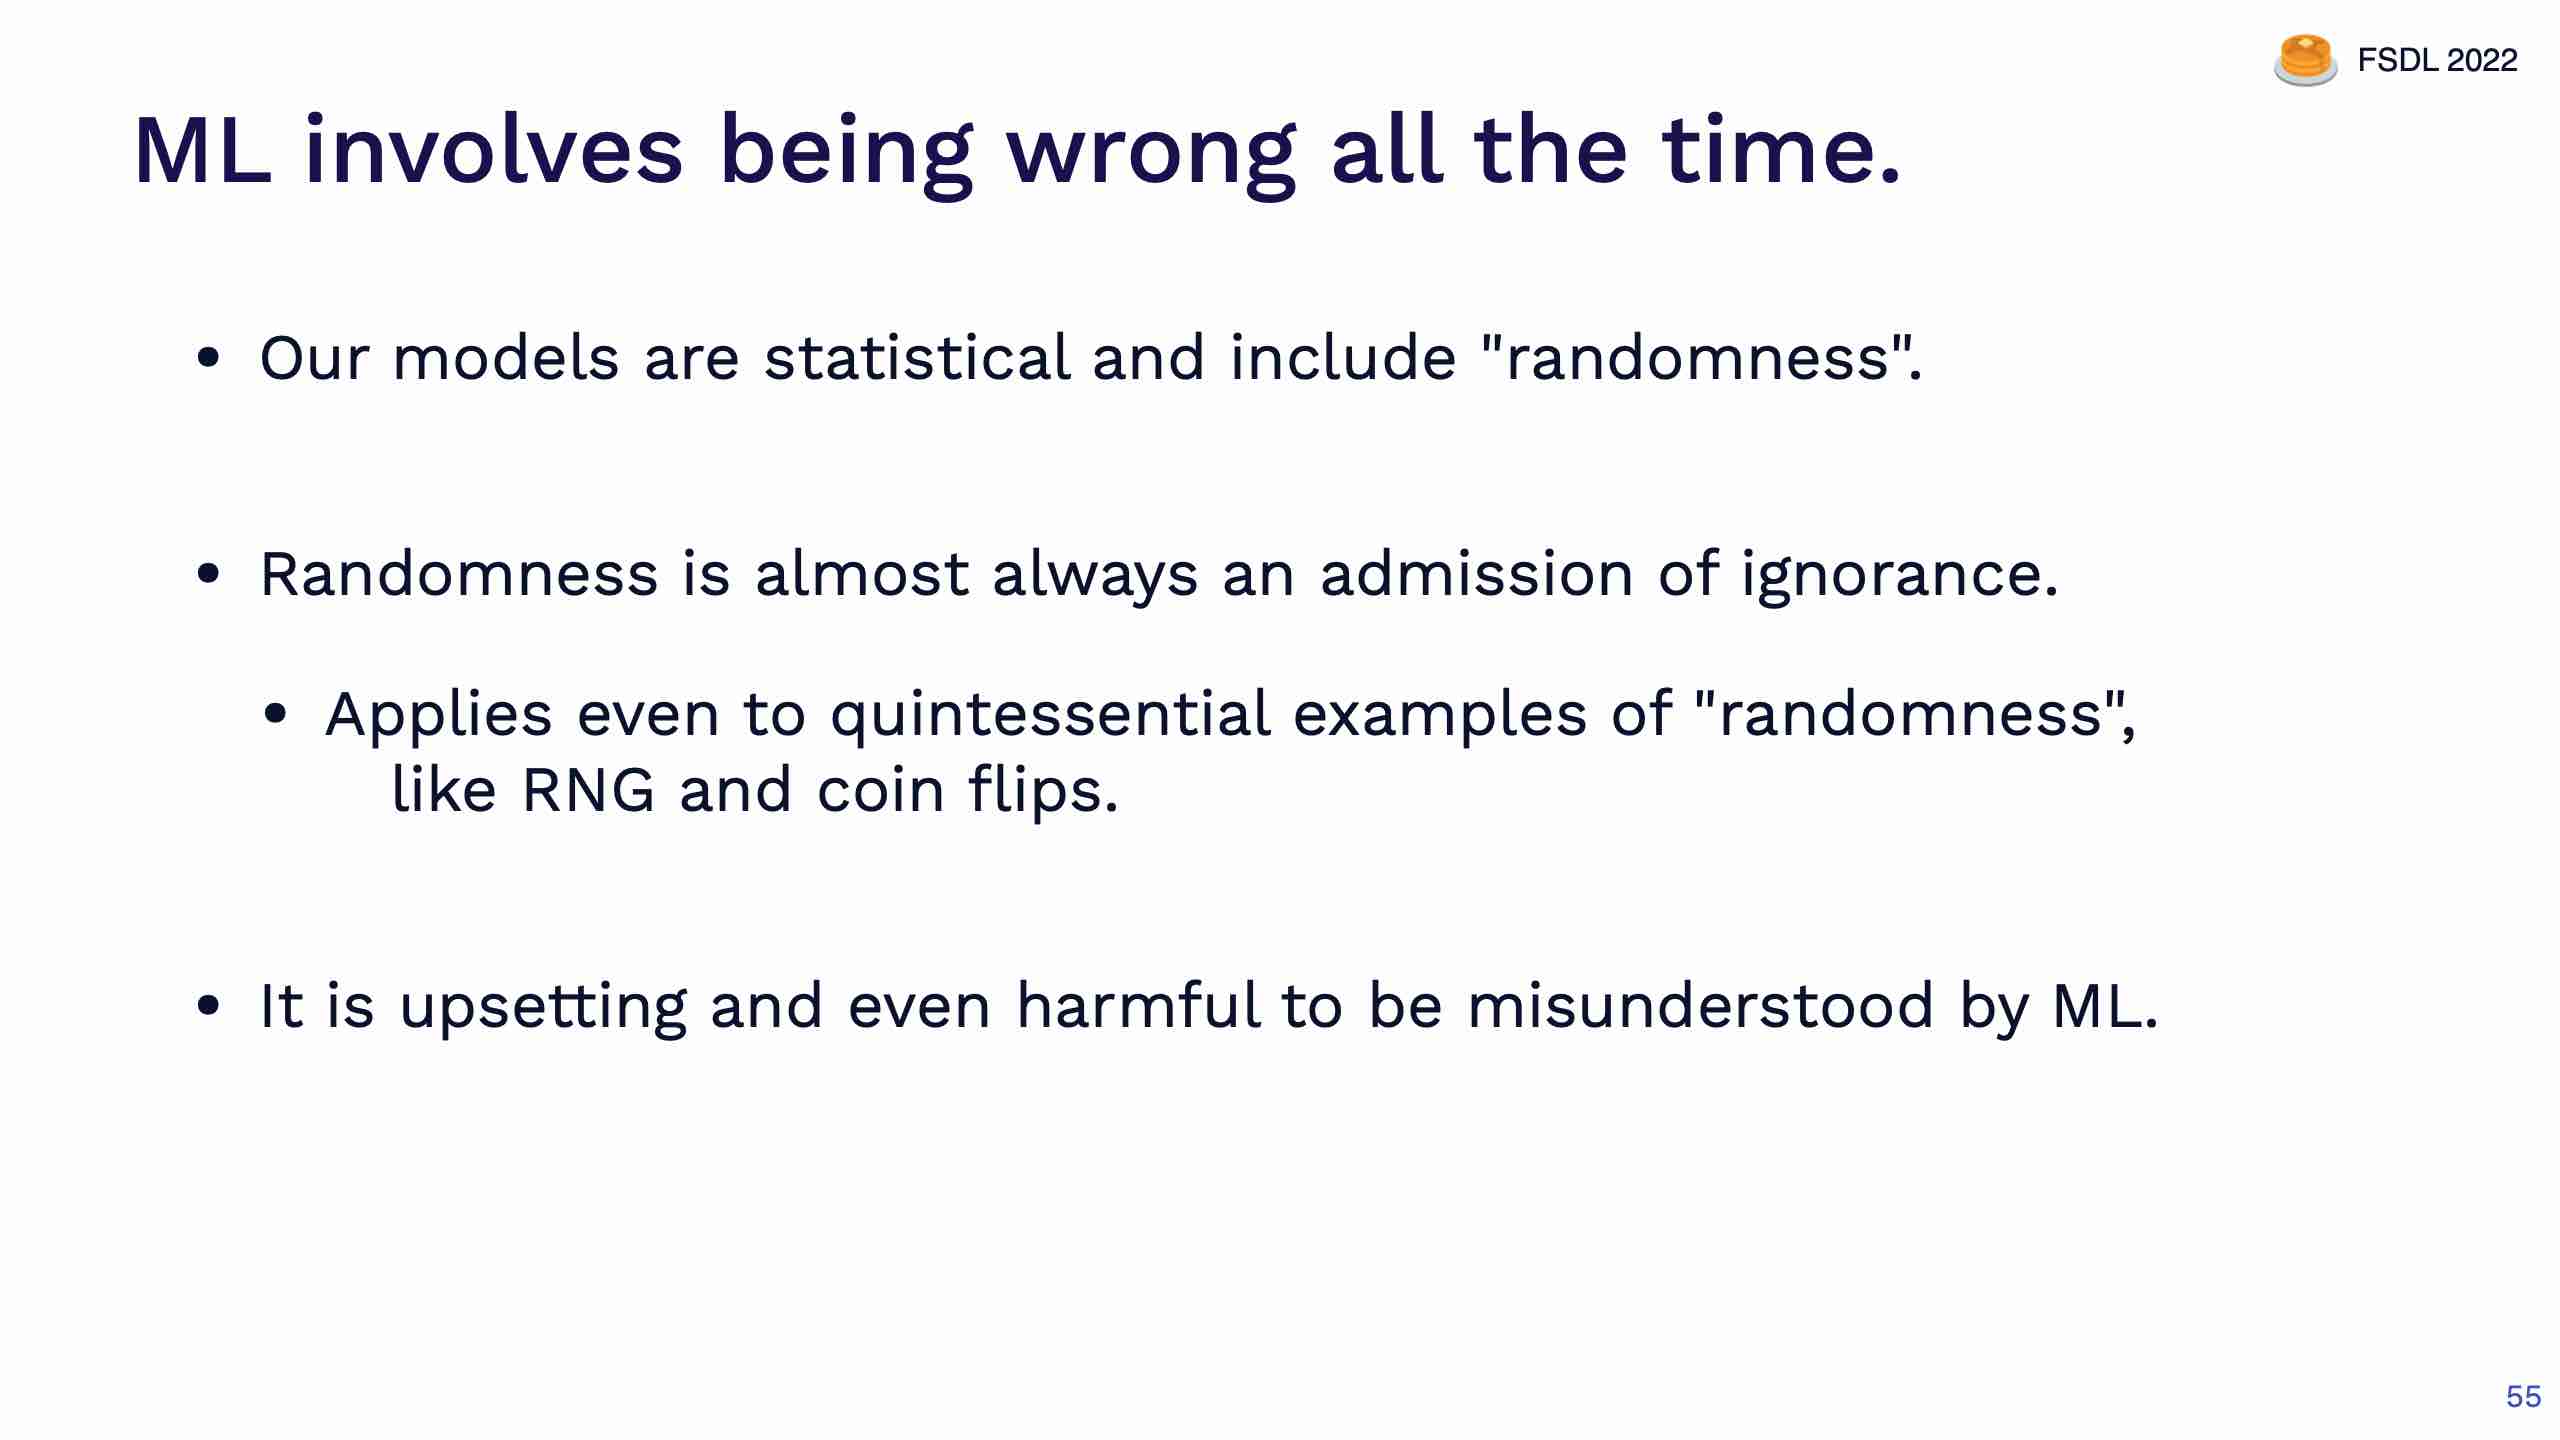 FSDL 2022
ML involves being wrong all the time.
• Our models are statistical and include "randomness".
• Randomness is almost always an admission of ignorance.
• Applies even to quintessential examples of "randomness",
like RNG and coin flips.
• It is upsetting and even harmful to be misunderstood by ML.
55